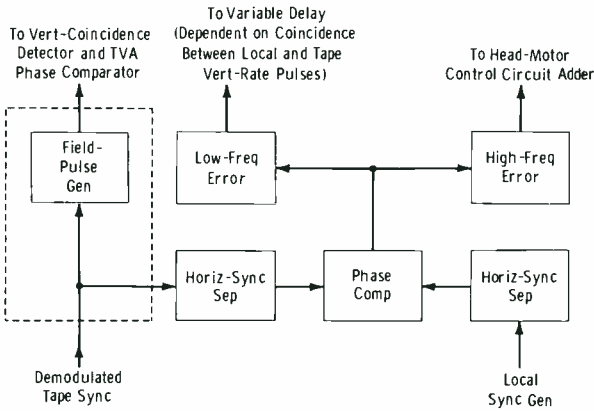 To Vert-Coincidence
Detector and TVA
Phase Comparator
To Variable Delay
(Dependent on Coincidence
Between Local and Tape
Vert-Rate Pulses)
To Head-Motor
Control Circuit Adder
Field-
Pulse
Gen
Low-Freq
Error
High-Freq
Error
Horiz-Sync
Sep
Phase
Comp
Horiz-Sync
Sep
Demodulated
Tape Sync
Local
Sync Gen